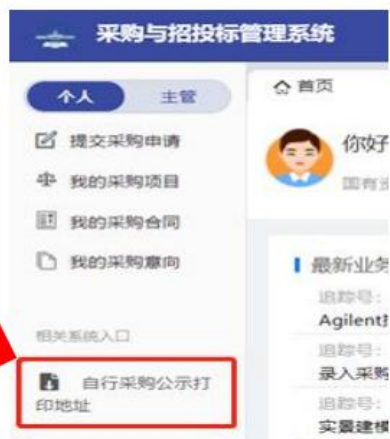 采购与招投标管理系统
个人 主管
首页
提交采购申请
你好
我的采购项目
国有
我的采购合同
我的采购意向
最新业务
追踪号：
Agilent
追踪号：
相关系统入口
录入采购
自行采购公示打
印地址
追踪号：
实景建模